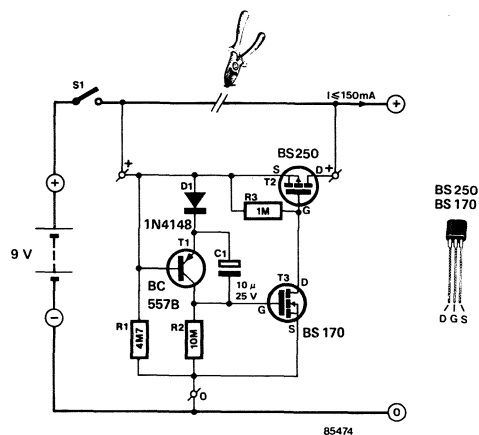 S1
I ≤ 150mA
+
+
+
BS250
S
D
T2
G
R3
1M
D1
1N4148
T1
C1
10 µ
25 V
BC
557B
T3
D
G
S
BS 170
R1
4M7
R2
10M
+
9 V
−
0
0
BS 250
BS 170
D G S
85474